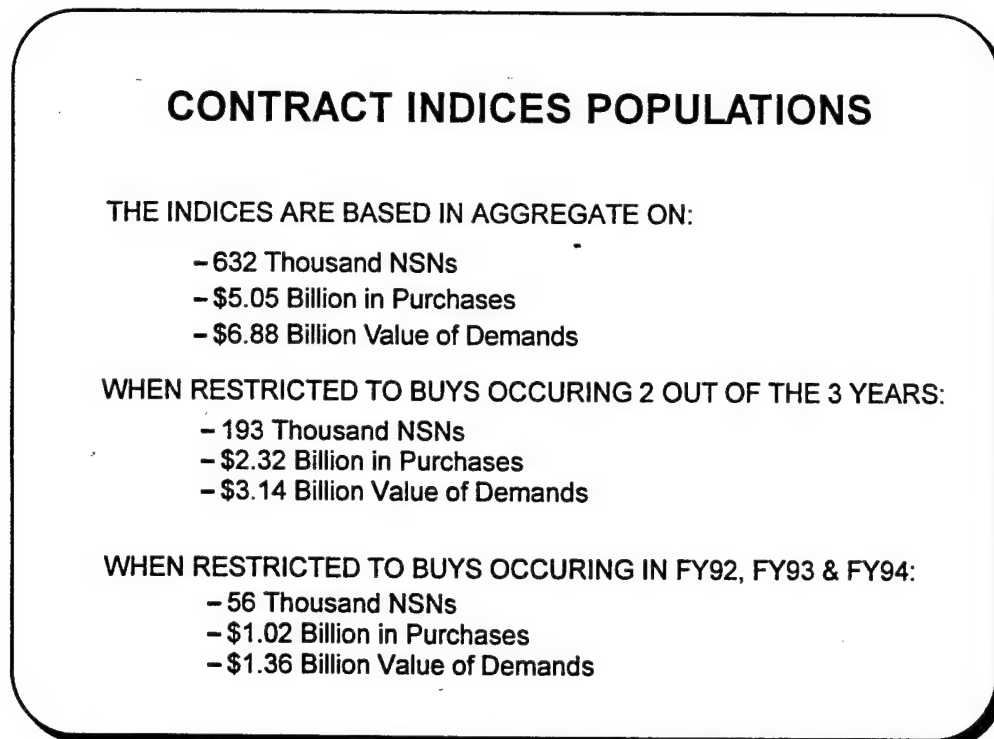 CONTRACT INDICES POPULATIONS
THE INDICES ARE BASED IN AGGREGATE ON:
– 632 Thousand NSNs
– $5.05 Billion in Purchases
– $6.88 Billion Value of Demands
WHEN RESTRICTED TO BUYS OCCURING 2 OUT OF THE 3 YEARS:
– 193 Thousand NSNs
– $2.32 Billion in Purchases
– $3.14 Billion Value of Demands
WHEN RESTRICTED TO BUYS OCCURING IN FY92, FY93 & FY94:
– 56 Thousand NSNs
– $1.02 Billion in Purchases
– $1.36 Billion Value of Demands